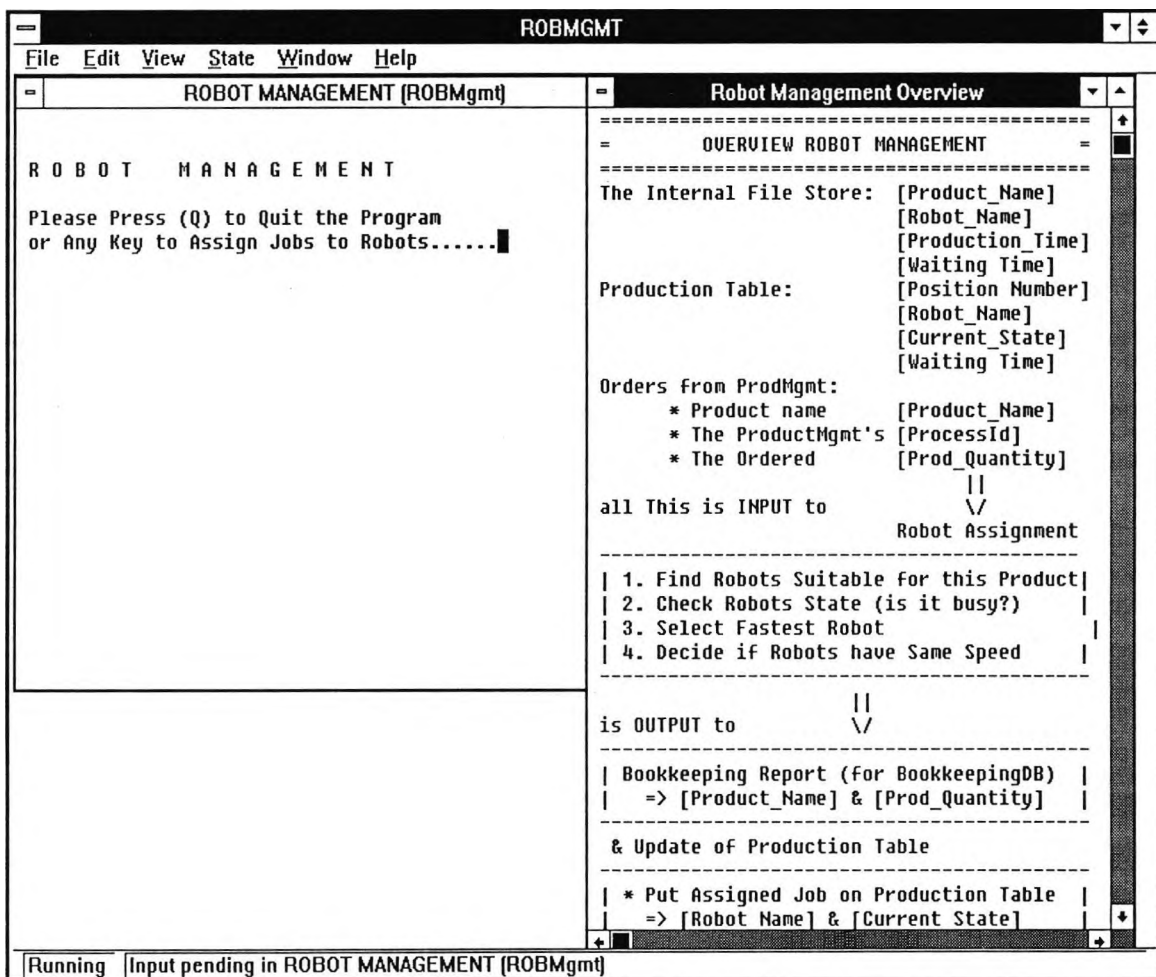 ROBMGMT
File Edit View State Window Help
ROBOT MANAGEMENT (ROBMgmt)
R O B O T   M A N A G E M E N T
Please Press (Q) to Quit the Program
or Any Key to Assign Jobs to Robots......
Robot Management Overview
===========================================
= OVERVIEW ROBOT MANAGEMENT =
===========================================
The Internal File Store: [Product_Name]
[Robot_Name]
[Production_Time]
[Waiting Time]
Production Table: [Position Number]
[Robot_Name]
[Current_State]
[Waiting Time]
Orders from ProdMgmt:
* Product name [Product_Name]
* The ProductMgmt's [ProcessId]
* The Ordered [Prod_Quantity]
||
all This is INPUT to \/
Robot Assignment
------------------------------------------
| 1. Find Robots Suitable for this Product|
| 2. Check Robots State (is it busy?) |
| 3. Select Fastest Robot |
| 4. Decide if Robots have Same Speed |
-------------------------------------------
||
is OUTPUT to \/
-------------------------------------------
| Bookkeeping Report (for BookkeepingDB) |
| => [Product_Name] & [Prod_Quantity] |
-------------------------------------------
& Update of Production Table
-------------------------------------------
| * Put Assigned Job on Production Table |
| => [Robot Name] & [Current State] |
Running Input pending in ROBOT MANAGEMENT (ROBMgmt)